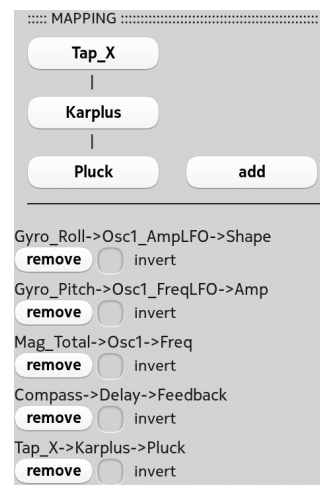 ::::: MAPPING ::::::::::::::::::::::::::::::::::::::::::::
Tap_X
|
Karplus
|
Pluck add
Gyro_Roll->Osc1_AmpLFO->Shape
remove invert
Gyro_Pitch->Osc1_FreqLFO->Amp
remove invert
Mag_Total->Osc1->Freq
remove invert
Compass->Delay->Feedback
remove invert
Tap_X->Karplus->Pluck
remove invert